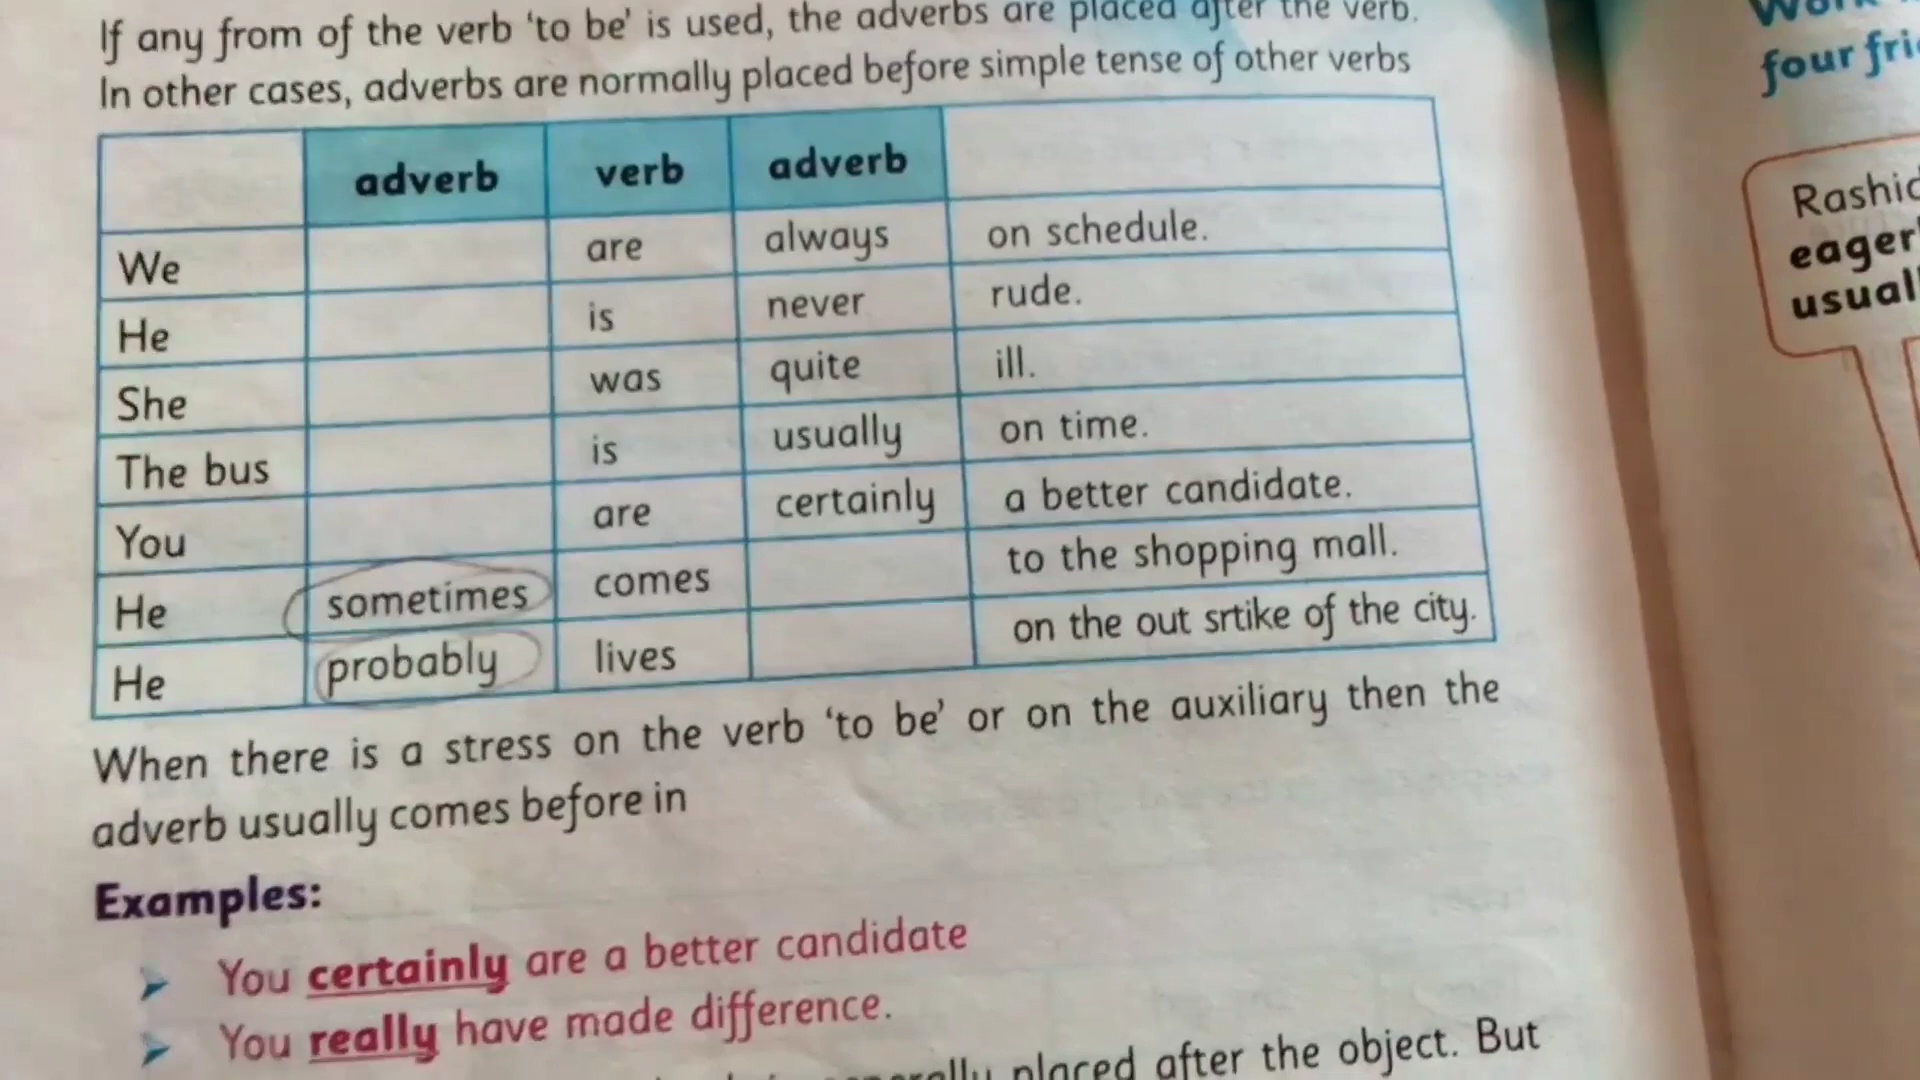 If any from of the verb ‘to be’ is used, the adverbs are placed after the verb.
In other cases, adverbs are normally placed before simple tense of other verbs
adverb verb adverb
We are always on schedule.
He is never rude.
She was quite ill.
The bus is usually on time.
You are certainly a better candidate.
He sometimes comes to the shopping mall.
He probably lives on the out srtike of the city.
When there is a stress on the verb ‘to be’ or on the auxiliary then the
adverb usually comes before in
Examples:
You certainly are a better candidate
You really have made difference.
placed after the object. But
four